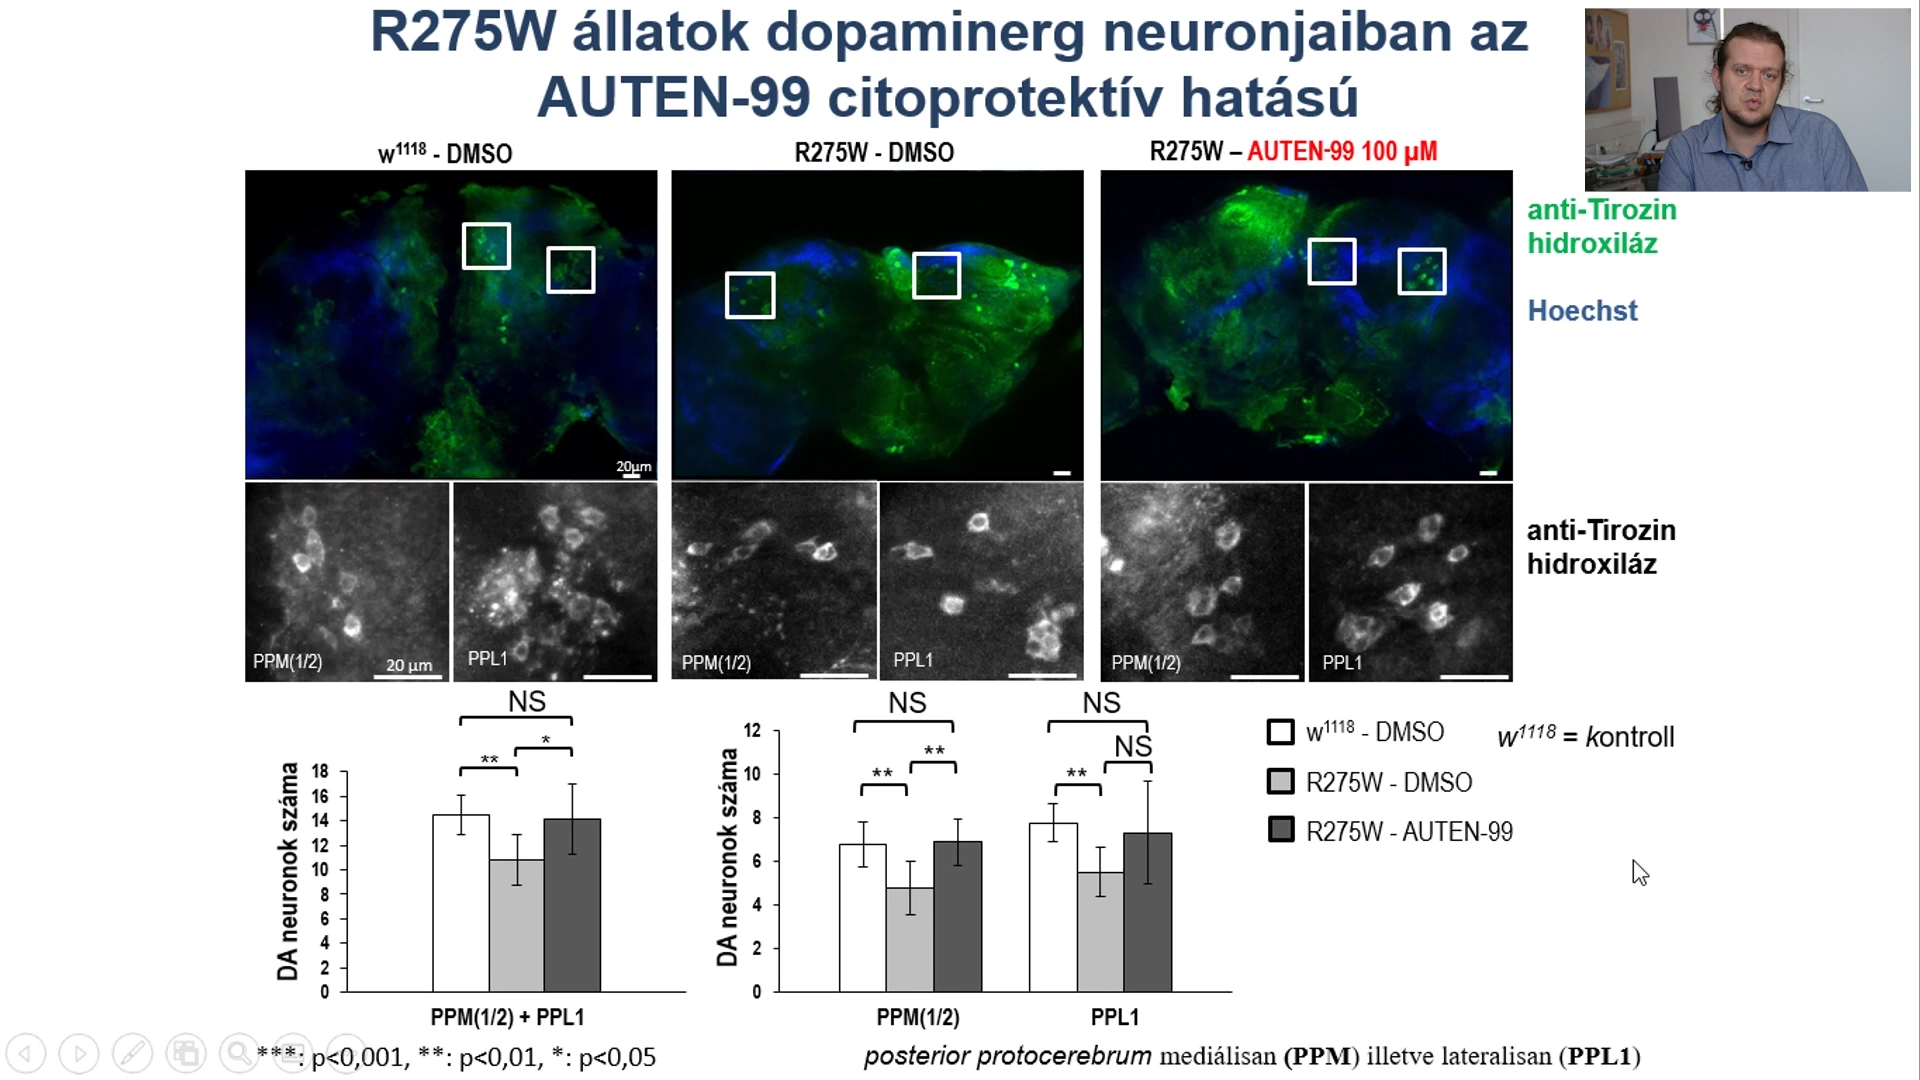 R275W állatok dopaminerg neuronjaiban az
AUTEN-99 citoprotektív hatású
w1118 - DMSO
R275W - DMSO
R275W – AUTEN-99 100 µM
anti-Tirozin
hidroxiláz
Hoechst
20µm
anti-Tirozin
hidroxiláz
PPM(1/2)
20 µm
PPL1
PPM(1/2)
PPL1
PPM(1/2)
PPL1
NS
*
**
DA neuronok száma
18
16
14
12
10
8
6
4
2
0
PPM(1/2) + PPL1
NS
NS
**
**
**
NS
DA neuronok száma
12
10
8
6
4
2
0
PPM(1/2)
PPL1
w1118 - DMSO
R275W - DMSO
R275W - AUTEN-99
w1118 = kontroll
***: p<0,001, **: p<0,01, *: p<0,05
posterior protocerebrum mediálisan (PPM) illetve lateralisan (PPL1)